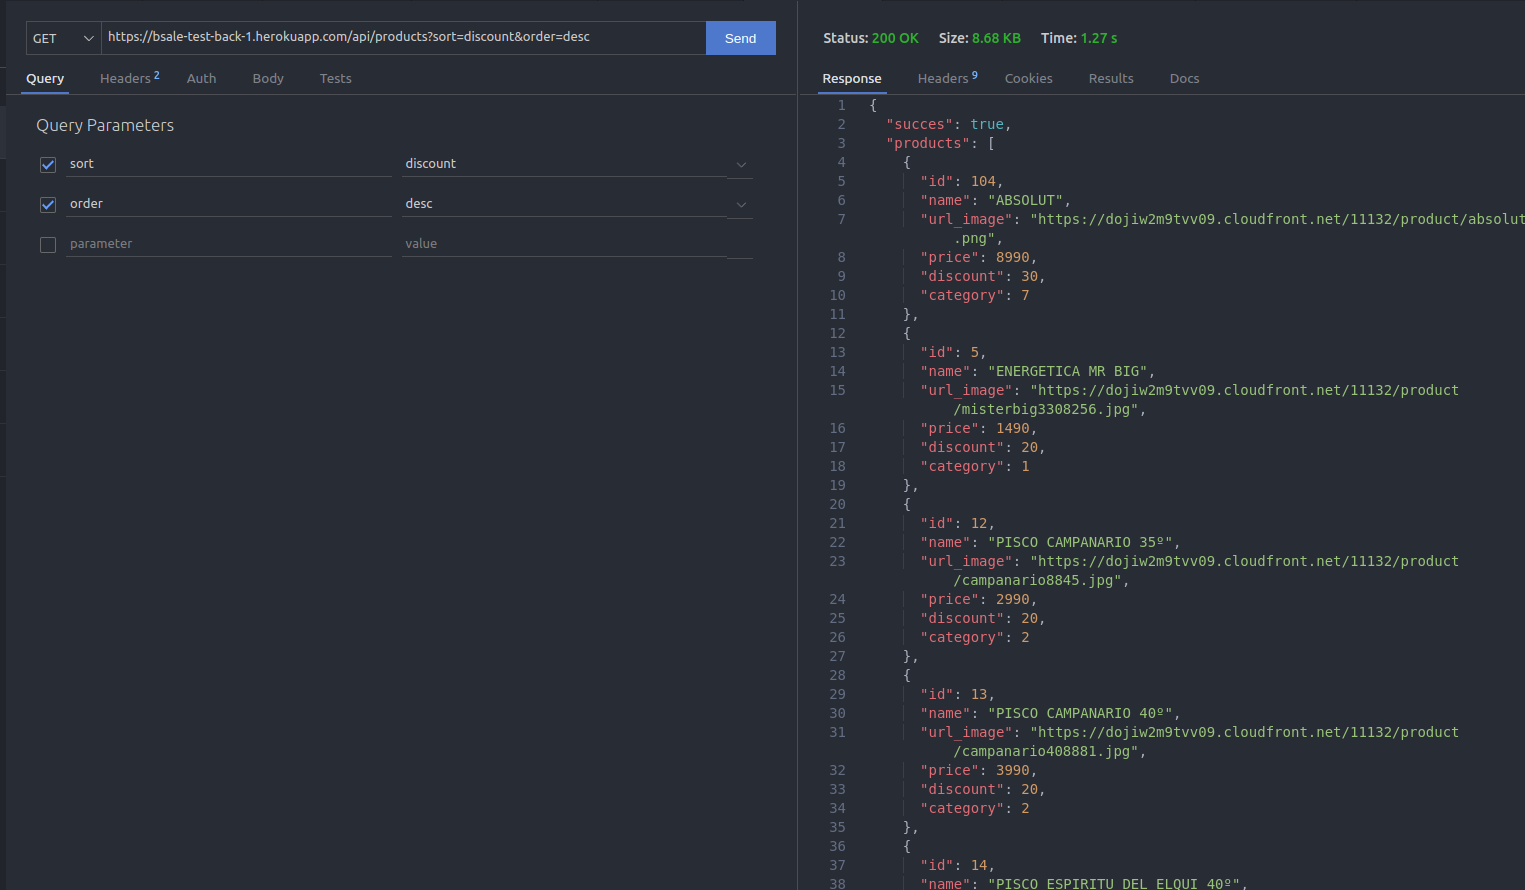 GET https://bsale-test-back-1.herokuapp.com/api/products?sort=discount&order=desc Send
Query Headers 2 Auth Body Tests
Query Parameters
sort discount
order desc
parameter value
Status: 200 OK Size: 8.68 KB Time: 1.27 s
Response Headers 9 Cookies Results Docs
1 {
2 "succes": true,
3 "products": [
4 {
5 "id": 104,
6 "name": "ABSOLUT",
7 "url_image": "https://dojiw2m9tvv09.cloudfront.net/11132/product/absolut
.png",
8 "price": 8990,
9 "discount": 30,
10 "category": 7
11 },
12 {
13 "id": 5,
14 "name": "ENERGETICA MR BIG",
15 "url_image": "https://dojiw2m9tvv09.cloudfront.net/11132/product
/misterbig3308256.jpg",
16 "price": 1490,
17 "discount": 20,
18 "category": 1
19 },
20 {
21 "id": 12,
22 "name": "PISCO CAMPANARIO 35º",
23 "url_image": "https://dojiw2m9tvv09.cloudfront.net/11132/product
/campanario8845.jpg",
24 "price": 2990,
25 "discount": 20,
26 "category": 2
27 },
28 {
29 "id": 13,
30 "name": "PISCO CAMPANARIO 40º",
31 "url_image": "https://dojiw2m9tvv09.cloudfront.net/11132/product
/campanario408881.jpg",
32 "price": 3990,
33 "discount": 20,
34 "category": 2
35 },
36 {
37 "id": 14,
38 "name": "PISCO ESPIRITU DEL ELQUI 40º",